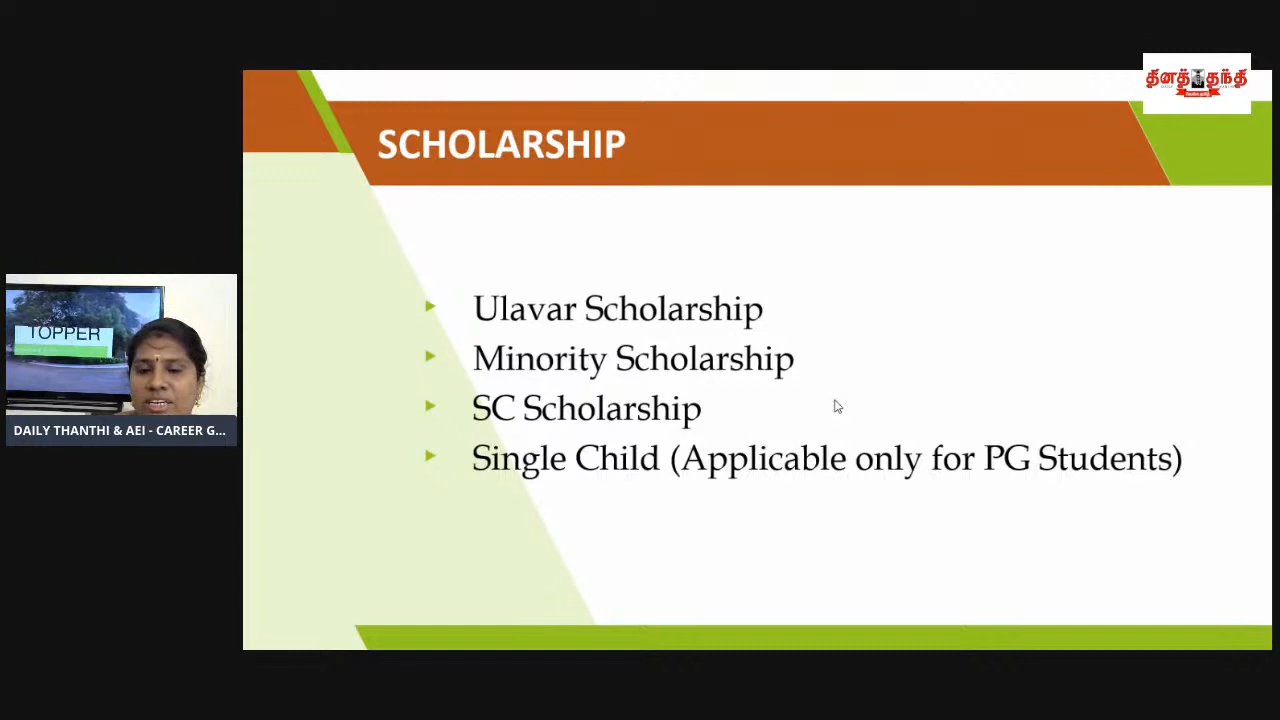 தினத்தந்தி
SCHOLARSHIP
Ulavar Scholarship
Minority Scholarship
SC Scholarship
Single Child (Applicable only for PG Students)
TOPPER
DAILY THANTHI & AEI - CAREER G...